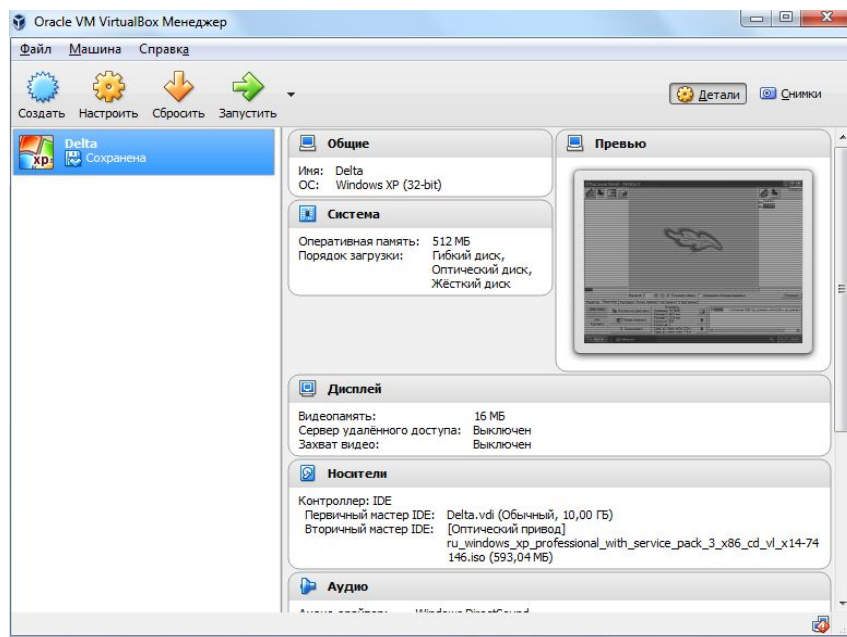 Oracle VM VirtualBox Менеджер
Файл Машина Справка
Создать Настроить Сбросить Запустить
Детали Снимки
Delta
Сохранена
xp
Общие
Имя: Delta
ОС: Windows XP (32-bit)
Превью
Система
Оперативная память: 512 МБ
Порядок загрузки: Гибкий диск,
Оптический диск,
Жёсткий диск
Дисплей
Видеопамять: 16 МБ
Сервер удалённого доступа: Выключен
Захват видео: Выключен
Носители
Контроллер: IDE
Первичный мастер IDE: Delta.vdi (Обычный, 10,00 ГБ)
Вторичный мастер IDE: [Оптический привод]
ru_windows_xp_professional_with_service_pack_3_x86_cd_vl_x14-74
146.iso (593,04 МБ)
Аудио